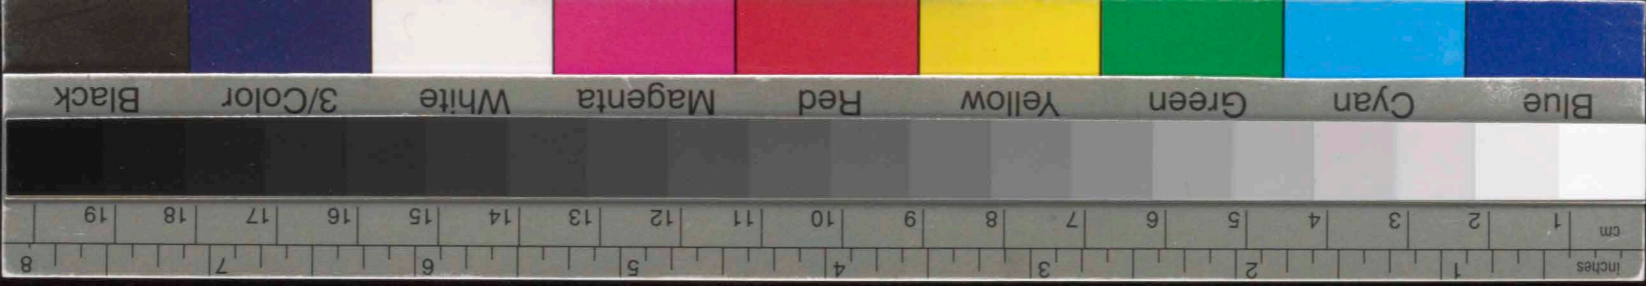 inches 1 2 3 4 5 6 7 8
cm 1 2 3 4 5 6 7 8 9 10 11 12 13 14 15 16 17 18 19
Blue Cyan Green Yellow Red Magenta White 3/Color Black